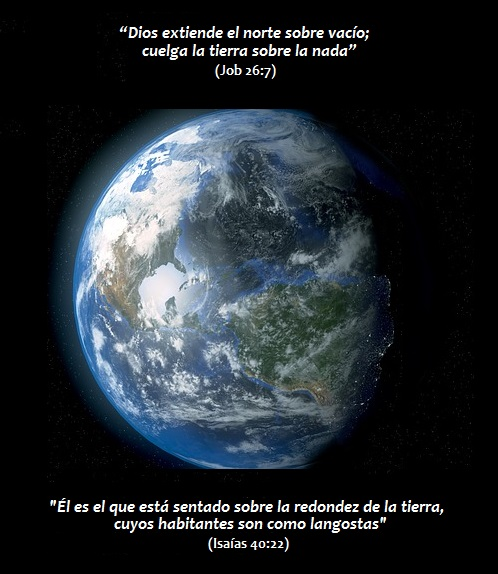 “Dios extiende el norte sobre vacío;
cuelga la tierra sobre la nada”
(Job 26:7)
"Él es el que está sentado sobre la redondez de la tierra,
cuyos habitantes son como langostas"
(Isaías 40:22)